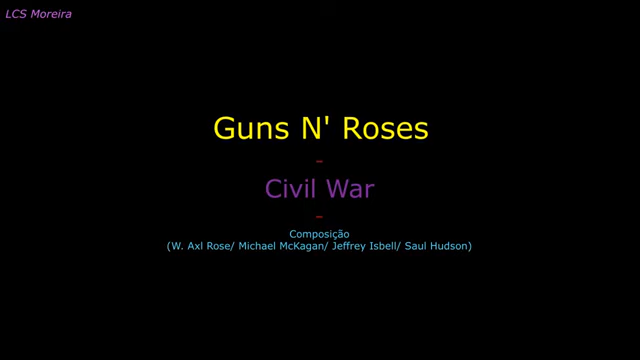 LCS Moreira
Guns N' Roses
–
Civil War
–
Composição
(W. Axl Rose/ Michael McKagan/ Jeffrey Isbell/ Saul Hudson)